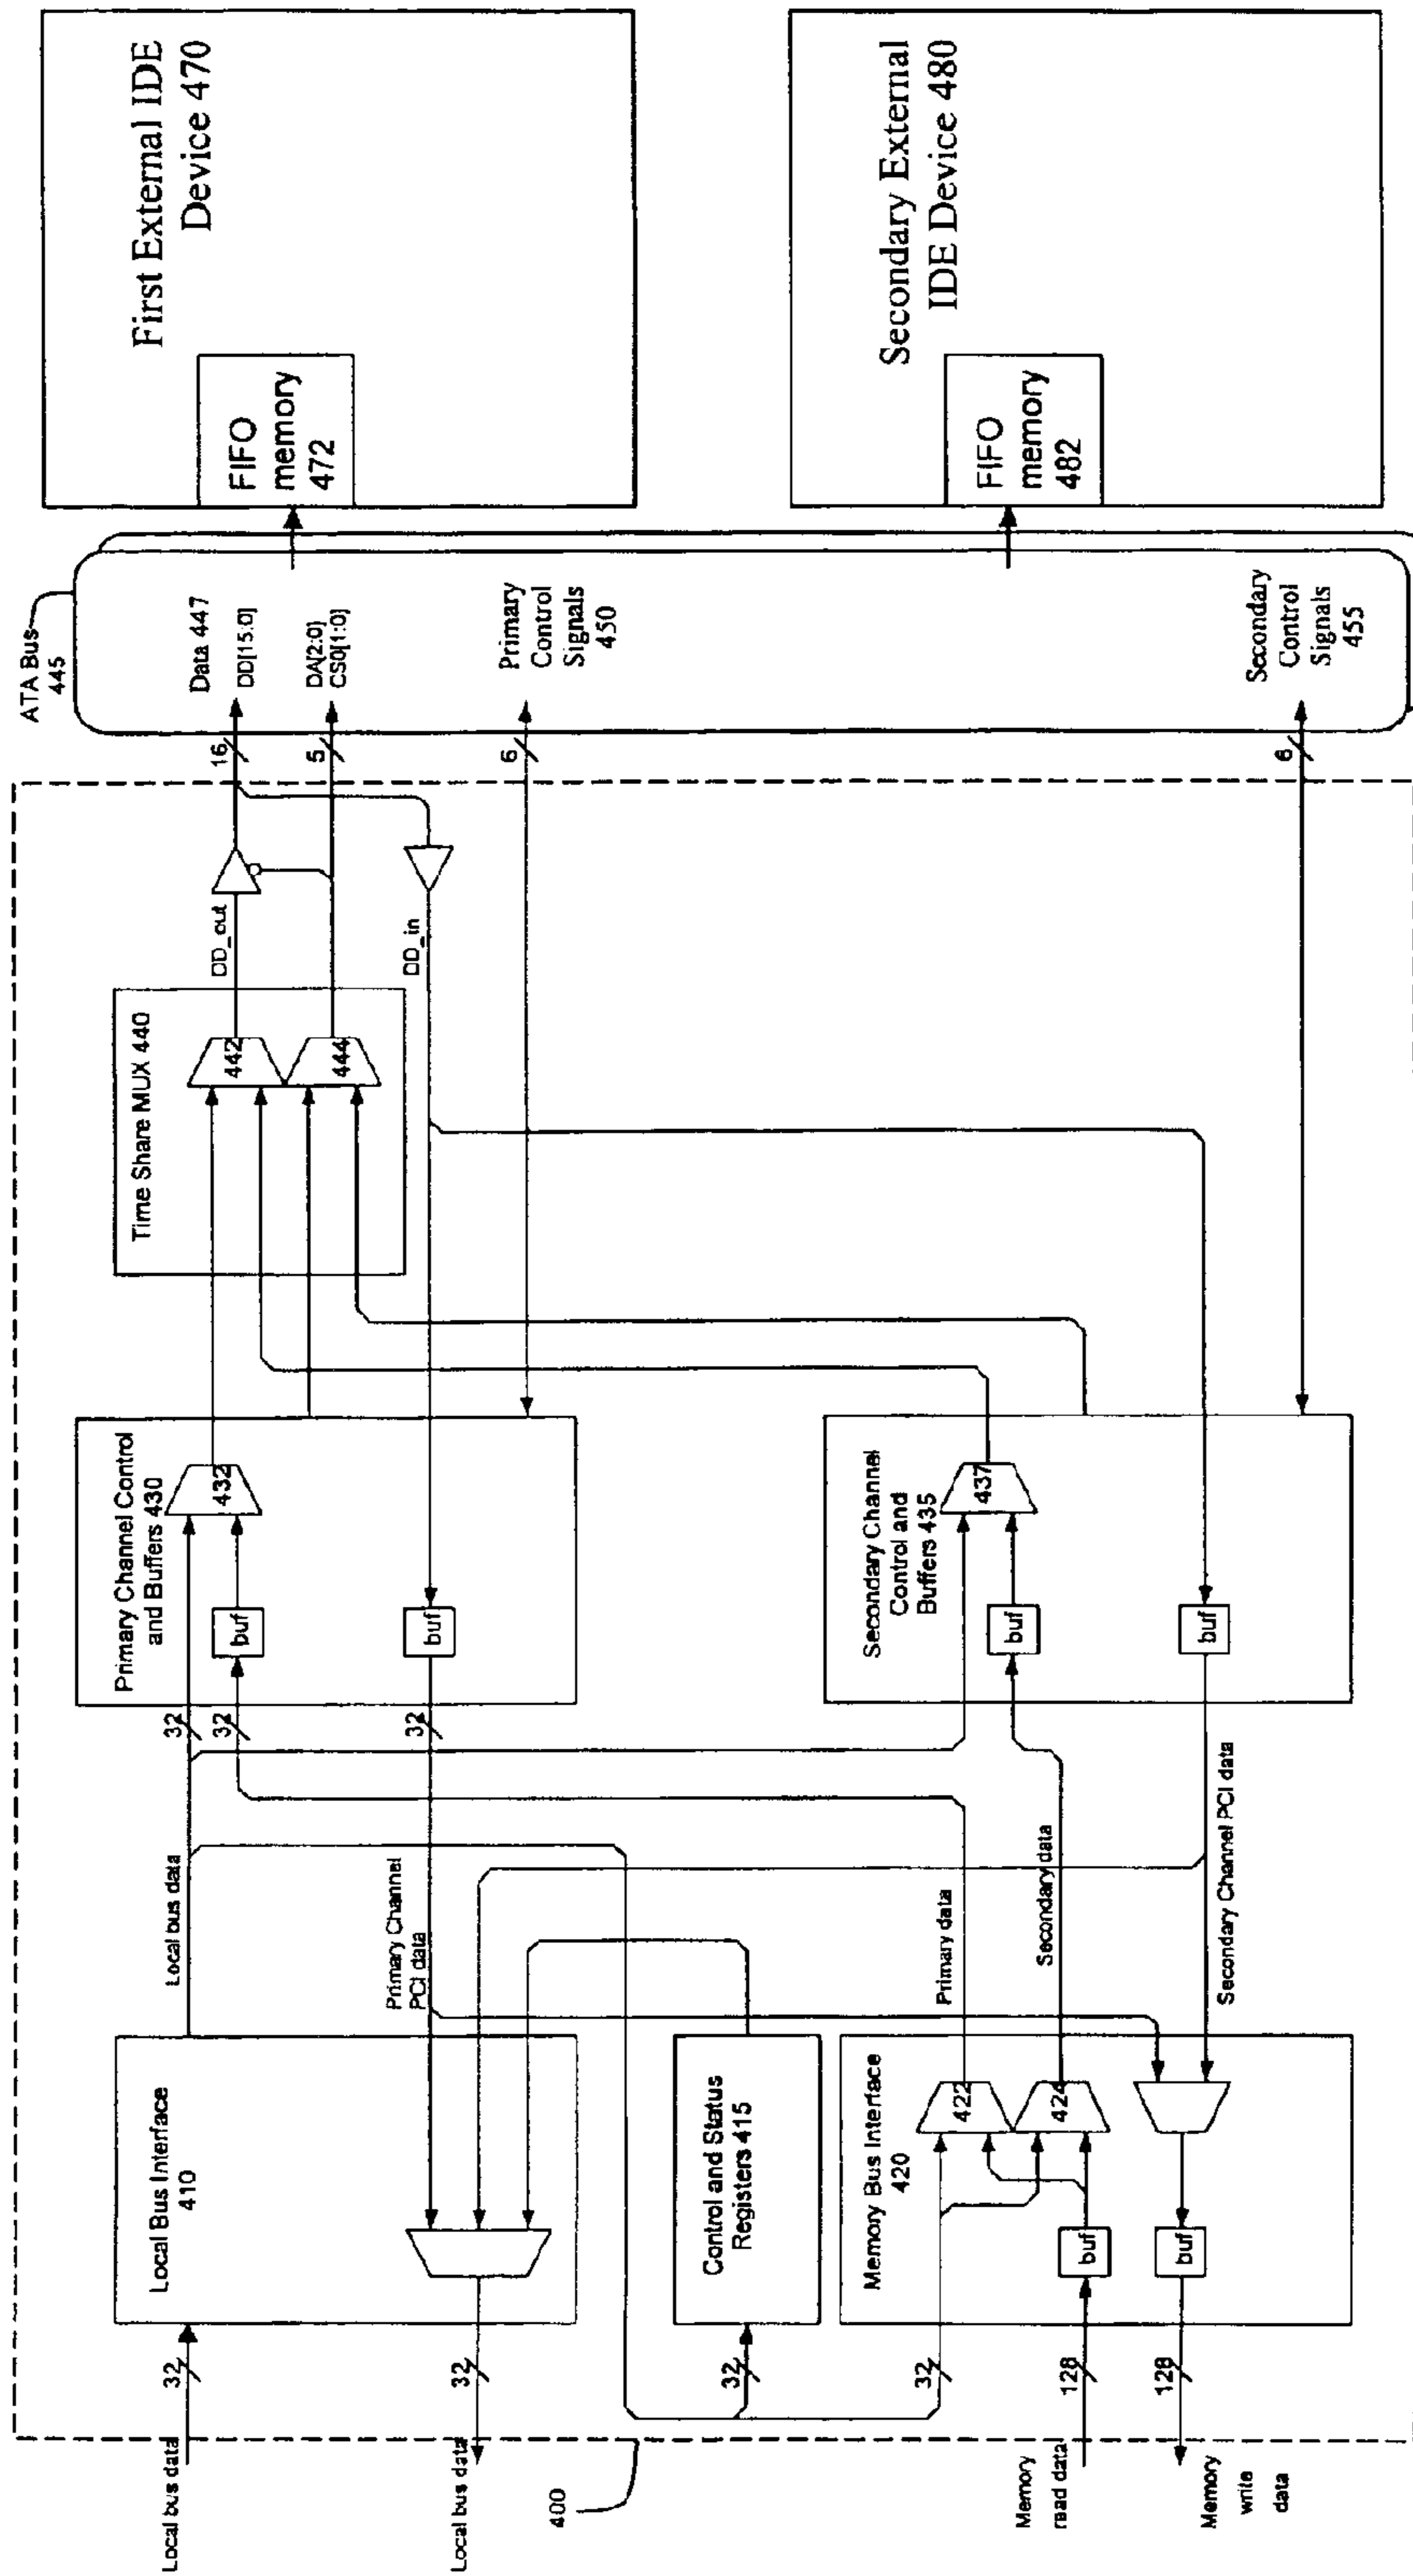 Local bus data
32
Local Bus Interface
410
Local bus data
32
Local bus data
32
Primary Channel
PCI data
32
Control and Status
Registers 415
32
Memory Bus Interface
420
422
424
buf
buf
32
128
128
Memory
read data
Memory
write
data
400
Primary data
Secondary data
Secondary Channel PCI data
32
32
Primary Channel Control
and Buffers 430
432
buf
buf
Secondary Channel
Control and
Buffers 435
437
buf
buf
Time Share MUX 440
442
444
DD_out
DD_in
16
5
6
6
ATA Bus
445
Data 447
DD[15:0]
DA[2:0]
CS0[1:0]
Primary
Control
Signals
450
Secondary
Control
Signals
455
First External IDE
Device 470
FIFO
memory
472
Secondary External
IDE Device 480
FIFO
memory
482